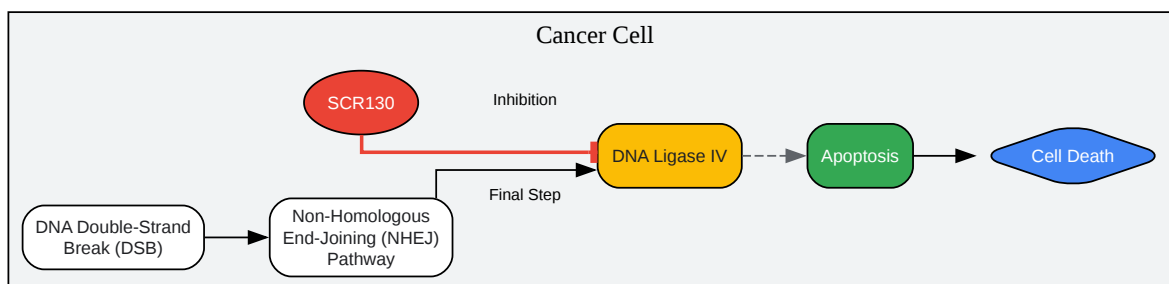 Cancer Cell
SCR130
Inhibition
DNA Ligase IV
Apoptosis
Cell Death
Final Step
DNA Double-Strand
Break (DSB)
Non-Homologous
End-Joining (NHEJ)
Pathway